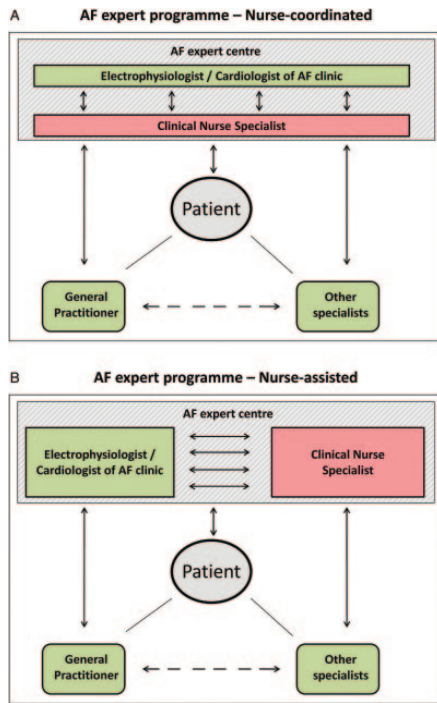 A
AF expert programme – Nurse-coordinated
AF expert centre
Electrophysiologist / Cardiologist of AF clinic
Clinical Nurse Specialist
Patient
General
Practitioner
Other
specialists
B
AF expert programme – Nurse-assisted
AF expert centre
Electrophysiologist /
Cardiologist of AF clinic
Clinical Nurse
Specialist
Patient
General
Practitioner
Other
specialists